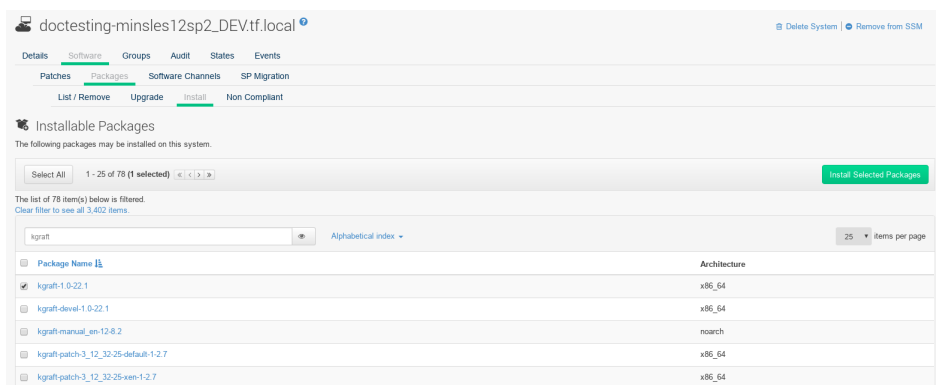 doctesting-minsles12sp2_DEV.tf.local ?
Delete System | Remove from SSM
Details Software Groups Audit States Events
Patches Packages Software Channels SP Migration
List / Remove Upgrade Install Non Compliant
Installable Packages
The following packages may be installed on this system.
Select All 1 - 25 of 78 (1 selected) « < > » Install Selected Packages
The list of 78 item(s) below is filtered.
Clear filter to see all 3,402 items.
kgraft Alphabetical index 25 items per page
Package Name Architecture
kgraft-1.0-22.1 x86_64
kgraft-devel-1.0-22.1 x86_64
kgraft-manual_en-12-8.2 noarch
kgraft-patch-3_12_32-25-default-1-2.7 x86_64
kgraft-patch-3_12_32-25-xen-1-2.7 x86_64